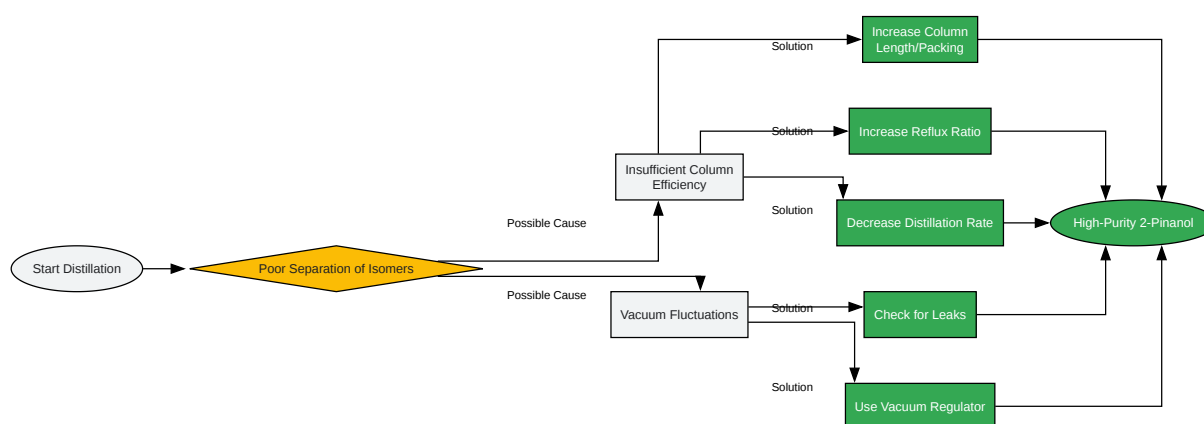 Increase Column
Length/Packing
Solution
Increase Reflux Ratio
Solution
Insufficient Column
Efficiency
Decrease Distillation Rate
Solution
High-Purity 2-Pinanol
Possible Cause
Start Distillation
Poor Separation of Isomers
Possible Cause
Vacuum Fluctuations
Solution
Check for Leaks
Solution
Use Vacuum Regulator